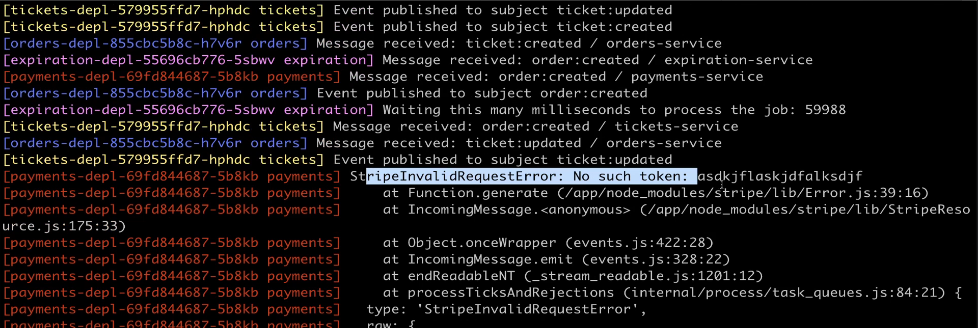 [tickets-depl-579955ffd7-hphdc tickets] Event published to subject ticket:updated
[tickets-depl-579955ffd7-hphdc tickets] Event published to subject ticket:created
[orders-depl-855cbc5b8c-h7v6r orders] Message received: ticket:created / orders-service
[expiration-depl-55696cb776-5sbwv expiration] Message received: order:created / expiration-service
[payments-depl-69fd844687-5b8kb payments] Message received: order:created / payments-service
[orders-depl-855cbc5b8c-h7v6r orders] Event published to subject order:created
[expiration-depl-55696cb776-5sbwv expiration] Waiting this many milliseconds to process the job: 59988
[tickets-depl-579955ffd7-hphdc tickets] Message received: order:created / tickets-service
[orders-depl-855cbc5b8c-h7v6r orders] Message received: ticket:updated / orders-service
[tickets-depl-579955ffd7-hphdc tickets] Event published to subject ticket:updated
[payments-depl-69fd844687-5b8kb payments] StripeInvalidRequestError: No such token: asdkjflaskjdfalksdjf
[payments-depl-69fd844687-5b8kb payments] at Function.generate (/app/node_modules/stripe/lib/Error.js:39:16)
[payments-depl-69fd844687-5b8kb payments] at IncomingMessage.<anonymous> (/app/node_modules/stripe/lib/StripeReso
urce.js:175:33)
[payments-depl-69fd844687-5b8kb payments] at Object.onceWrapper (events.js:422:28)
[payments-depl-69fd844687-5b8kb payments] at IncomingMessage.emit (events.js:328:22)
[payments-depl-69fd844687-5b8kb payments] at endReadableNT (_stream_readable.js:1201:12)
[payments-depl-69fd844687-5b8kb payments] at processTicksAndRejections (internal/process/task_queues.js:84:21) {
[payments-depl-69fd844687-5b8kb payments] type: 'StripeInvalidRequestError',
[payments-depl-69fd844687-5b8kb payments] raw: {